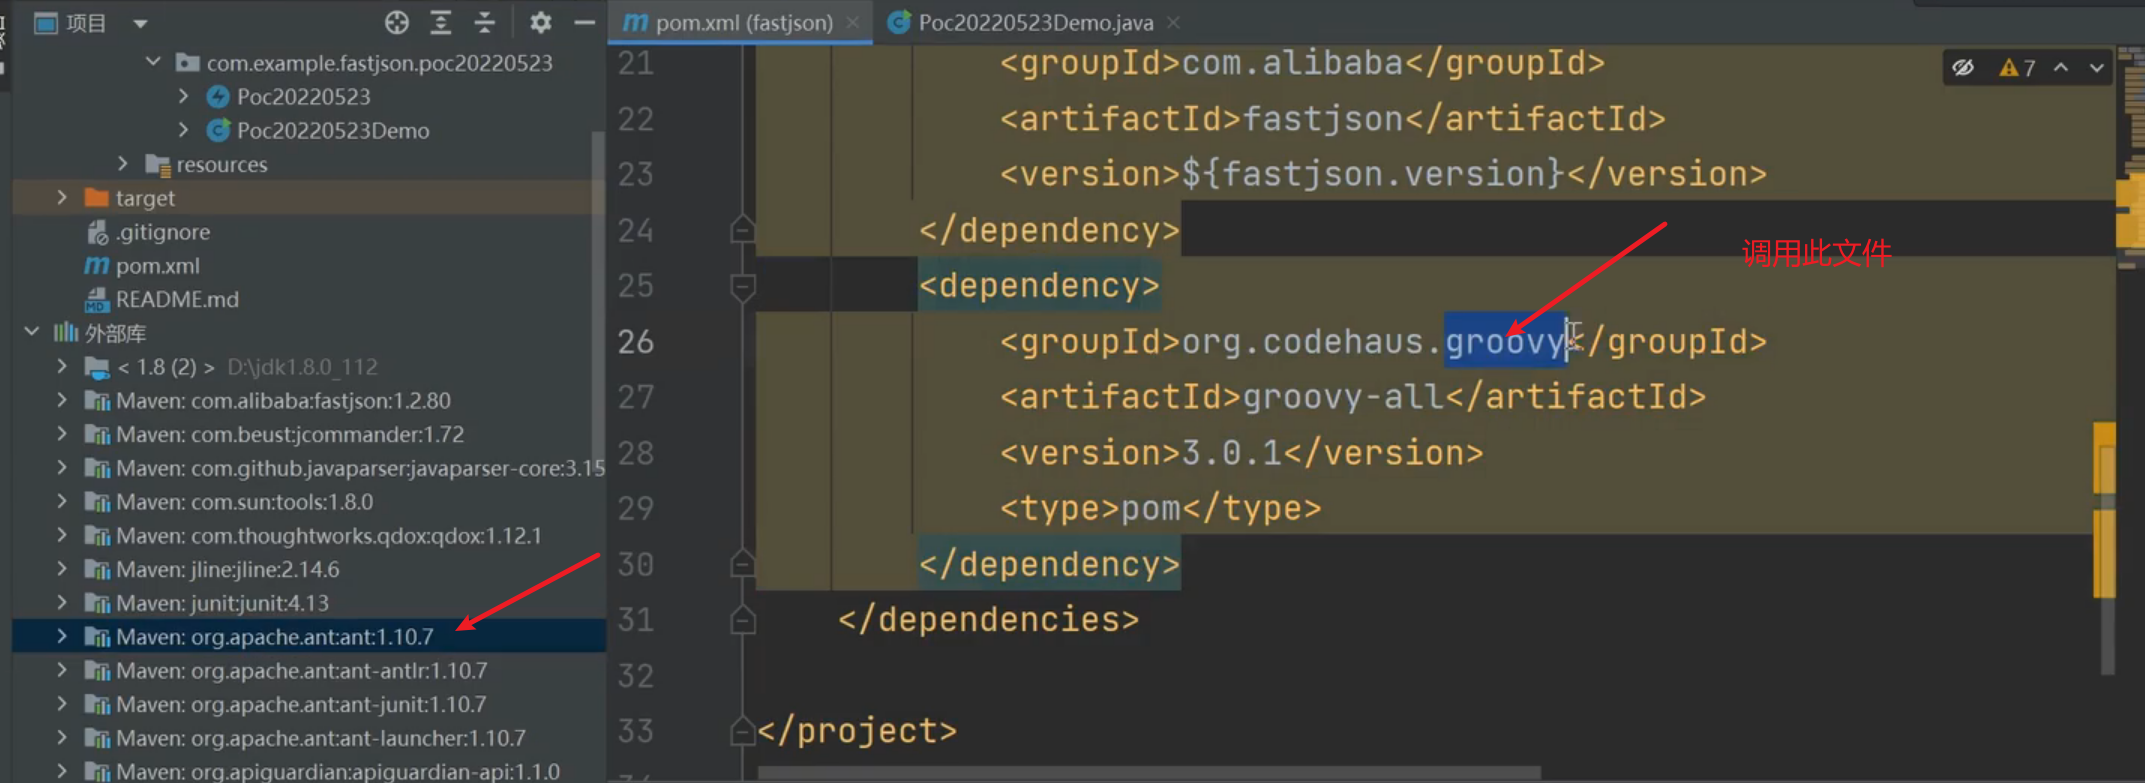 项目
com.example.fastjson.poc20220523
Poc20220523
Poc20220523Demo
resources
target
.gitignore
pom.xml
README.md
外部库
< 1.8 (2) > D:\jdk1.8.0_112
Maven: com.alibaba:fastjson:1.2.80
Maven: com.beust:jcommander:1.72
Maven: com.github.javaparser:javaparser-core:3.15
Maven: com.sun:tools:1.8.0
Maven: com.thoughtworks.qdox:qdox:1.12.1
Maven: jline:jline:2.14.6
Maven: junit:junit:4.13
Maven: org.apache.ant:ant:1.10.7
Maven: org.apache.ant:ant-antlr:1.10.7
Maven: org.apache.ant:ant-junit:1.10.7
Maven: org.apache.ant:ant-launcher:1.10.7
Maven: org.apiguardian:apiguardian-api:1.1.0
pom.xml (fastjson)
Poc20220523Demo.java
7
21 <groupId>com.alibaba</groupId>
22 <artifactId>fastjson</artifactId>
23 <version>${fastjson.version}</version>
24 </dependency>
调用此文件
25 <dependency>
26 <groupId>org.codehaus.groovy</groupId>
27 <artifactId>groovy-all</artifactId>
28 <version>3.0.1</version>
29 <type>pom</type>
30 </dependency>
31 </dependencies>
32
33 </project>